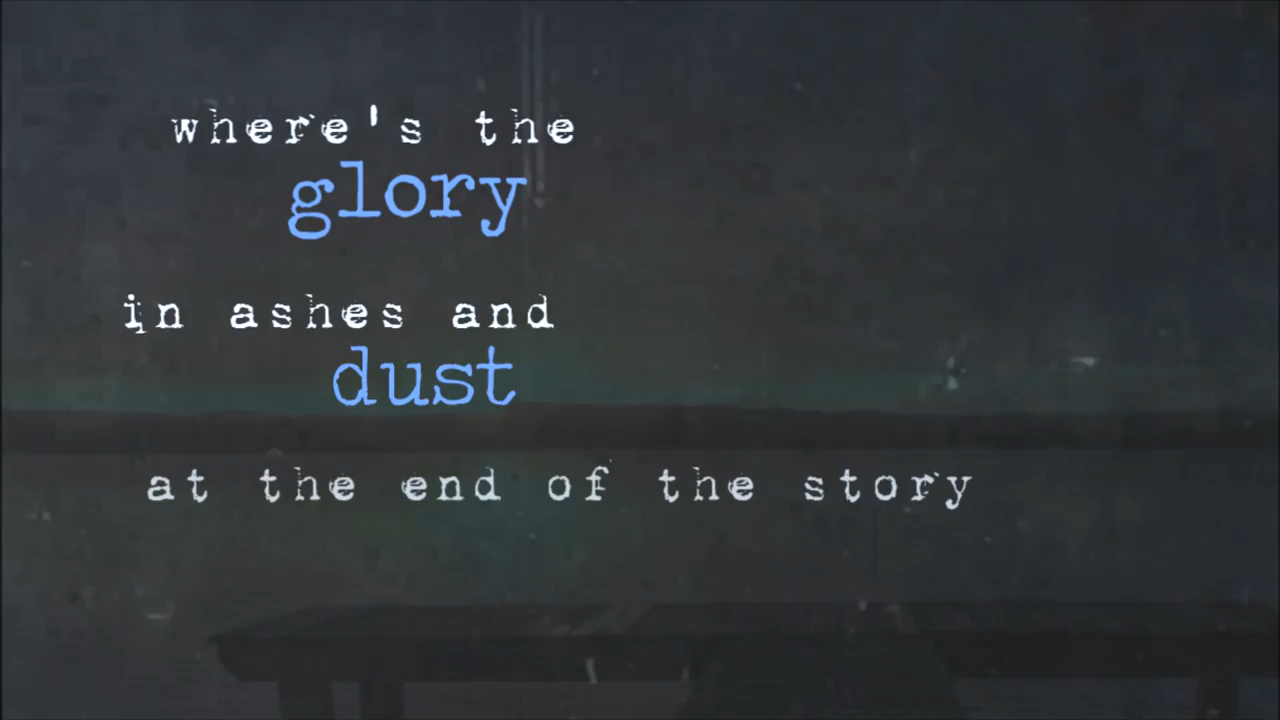 where's the
glory
in ashes and
dust
at the end of the story